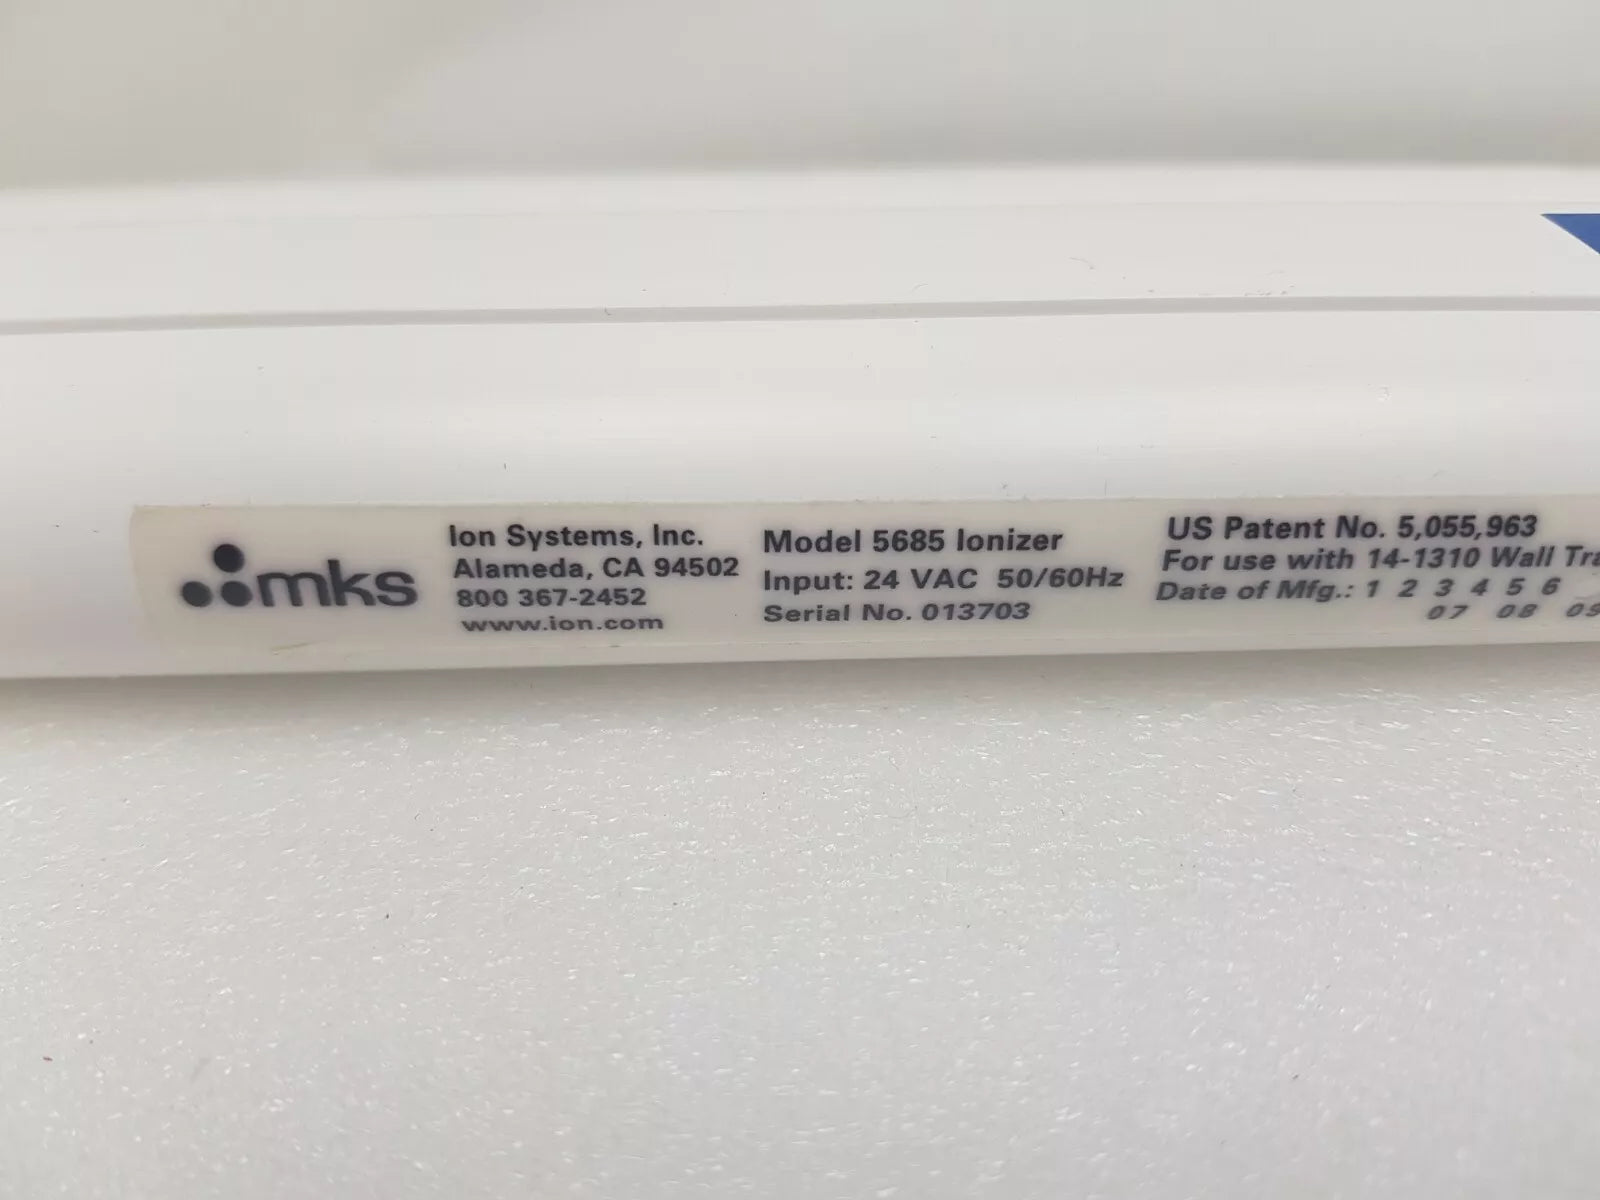 mks
Ion Systems, Inc.
Alameda, CA 94502
800 367-2452
www.ion.com
Model 5685 Ionizer
Input: 24 VAC 50/60Hz
Serial No. 013703
US Patent No. 5,055,963
For use with 14-1310 Wall
Date of Mfg.: 1 2 3 4 5 6
07 08 09